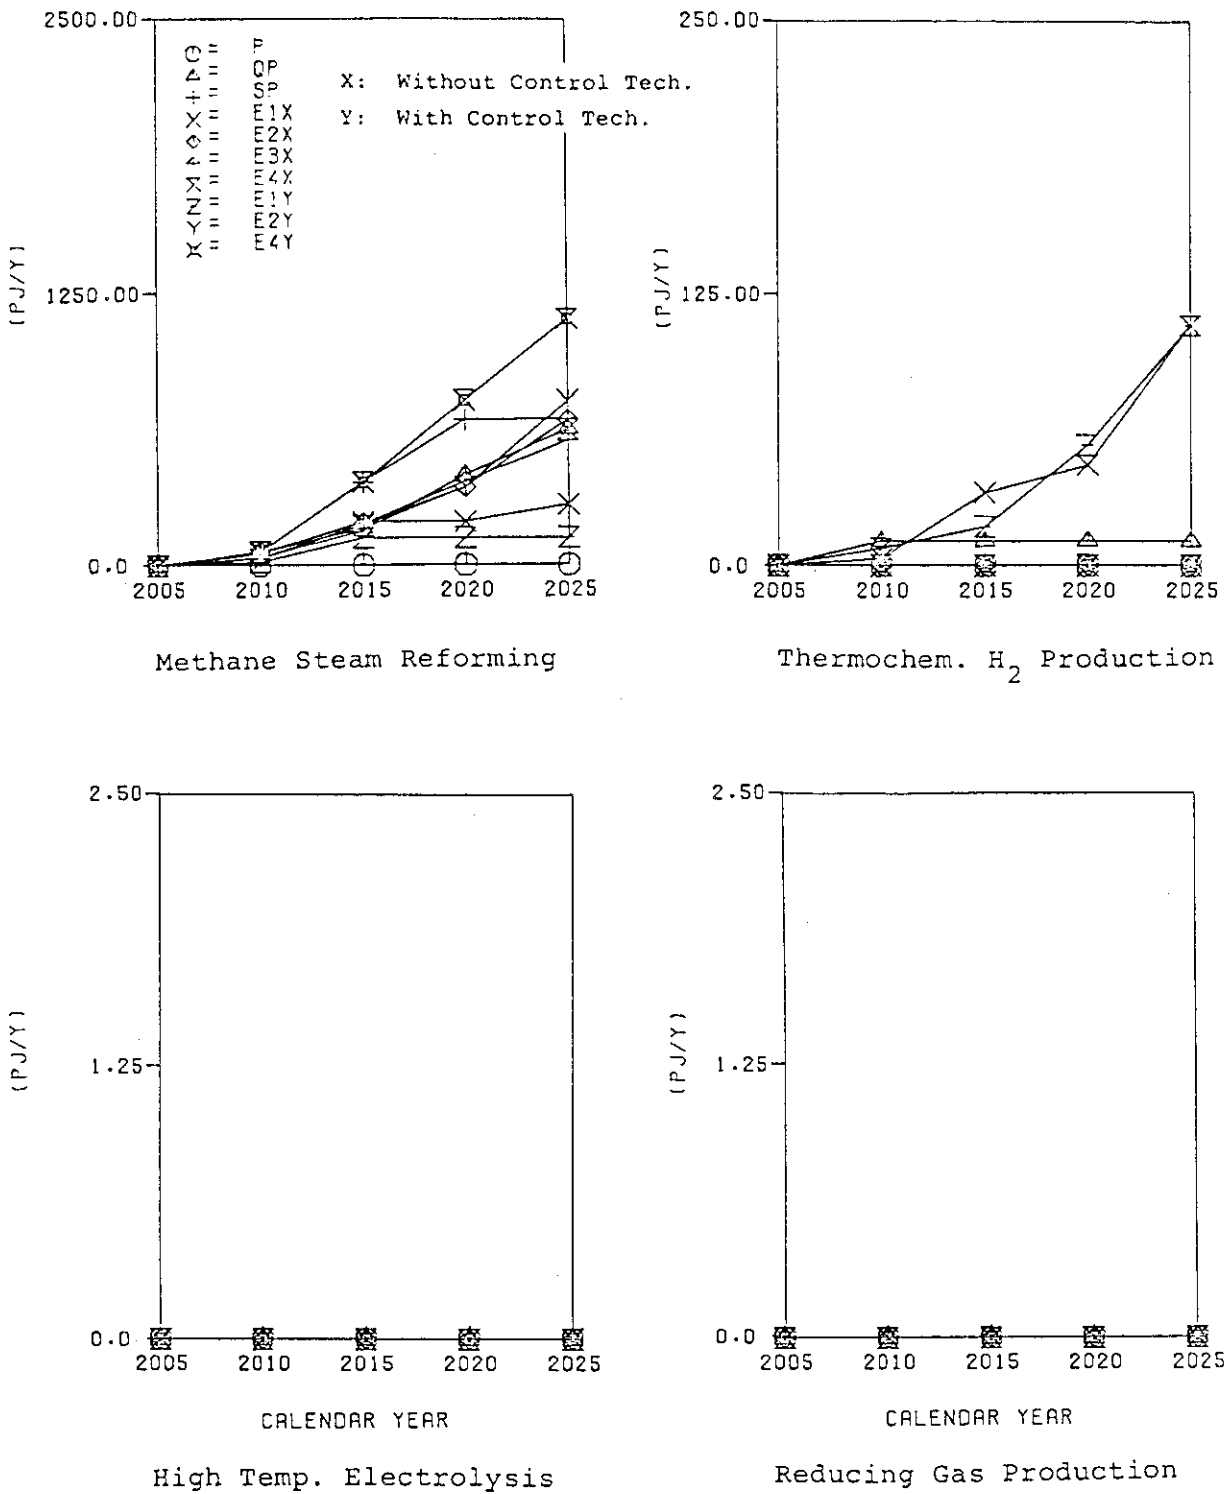 2500.00
⊙ = P
△ = QP
+ = SP
X: Without Control Tech.
× = E1X
Y: With Control Tech.
◇ = E2X
= E3X
= E4X
Z = E1Y
Y = E2Y
= E4Y
(PJ/Y)
1250.00
0.0
2005 2010 2015 2020 2025
Methane Steam Reforming
250.00
(PJ/Y)
125.00
0.0
2005 2010 2015 2020 2025
Thermochem. H2 Production
2.50
(PJ/Y)
1.25
0.0
2005 2010 2015 2020 2025
CALENDAR YEAR
High Temp. Electrolysis
2.50
(PJ/Y)
1.25
0.0
2005 2010 2015 2020 2025
CALENDAR YEAR
Reducing Gas Production